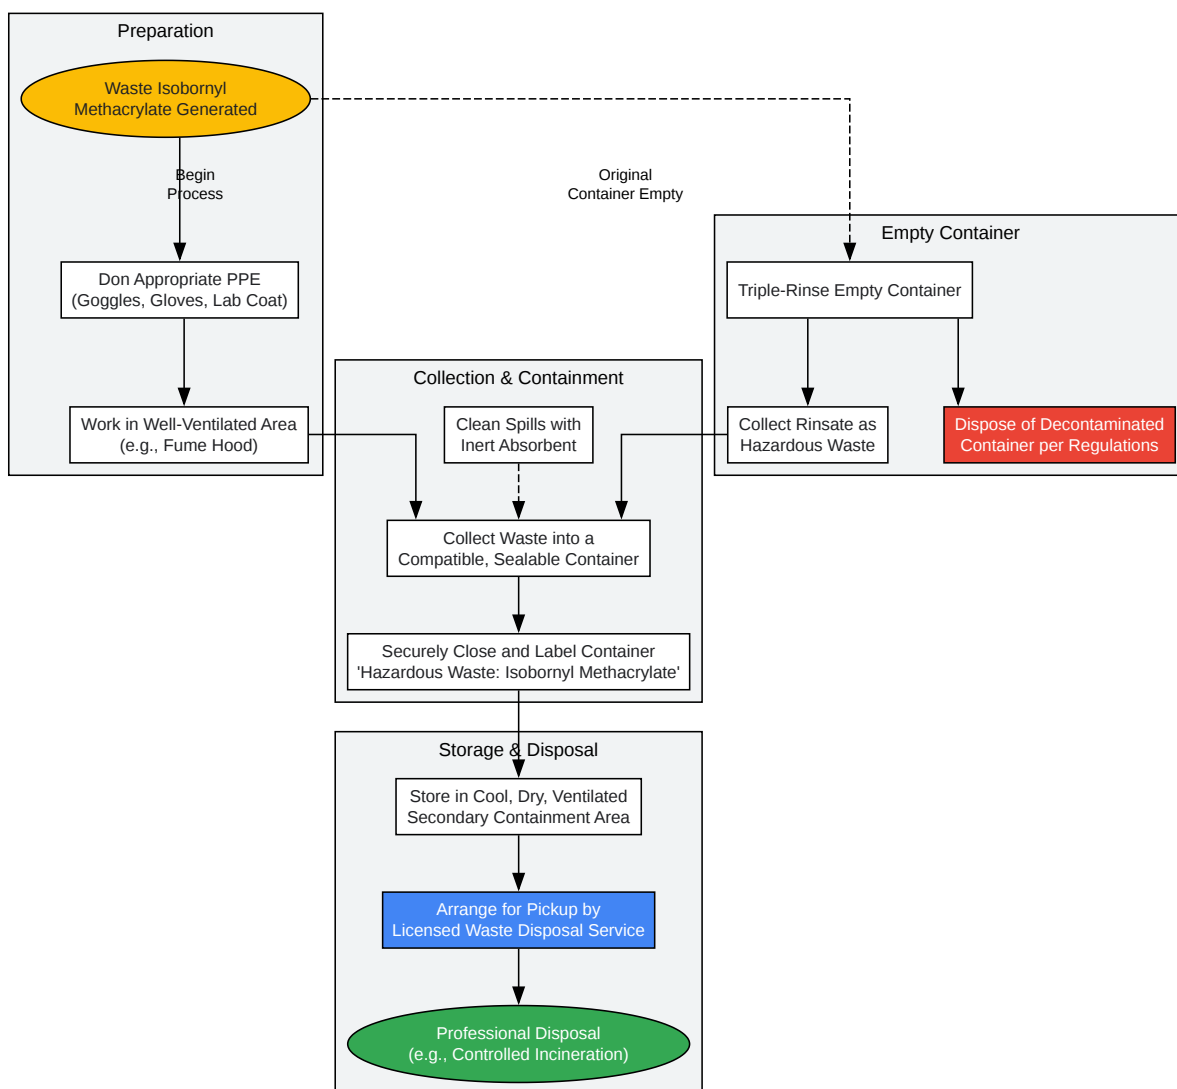 Preparation
Waste Isobornyl
Methacrylate Generated
Begin
Process
Original
Container Empty
Don Appropriate PPE
(Goggles, Gloves, Lab Coat)
Work in Well-Ventilated Area
(e.g., Fume Hood)
Empty Container
Triple-Rinse Empty Container
Collect Rinsate as
Hazardous Waste
Dispose of Decontaminated
Container per Regulations
Collection & Containment
Clean Spills with
Inert Absorbent
Collect Waste into a
Compatible, Sealable Container
Securely Close and Label Container
'Hazardous Waste: Isobornyl Methacrylate'
Storage & Disposal
Store in Cool, Dry, Ventilated
Secondary Containment Area
Arrange for Pickup by
Licensed Waste Disposal Service
Professional Disposal
(e.g., Controlled Incineration)